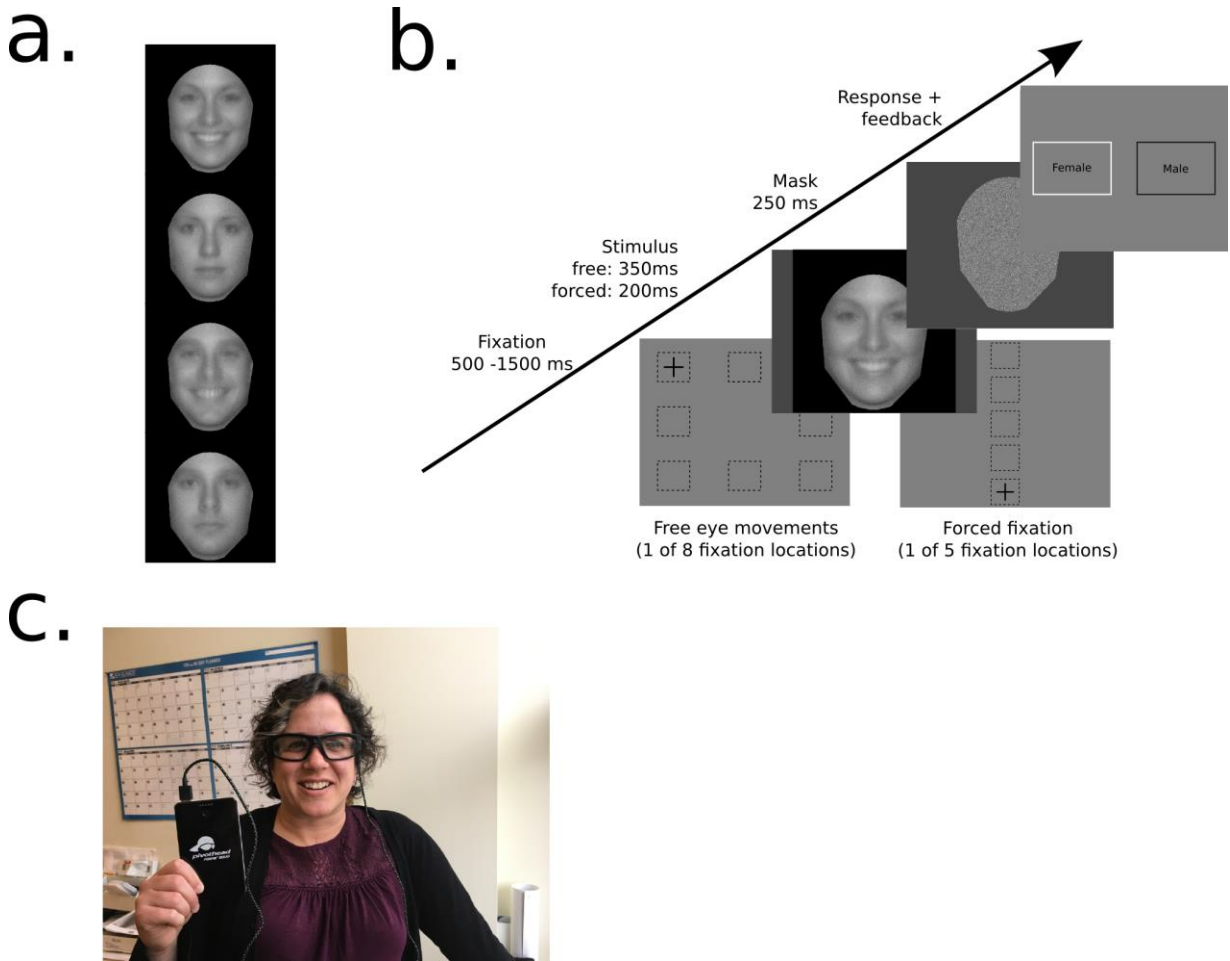 a.
b.
Response +
feedback
Female
Male
Mask
250 ms
Stimulus
free: 350ms
forced: 200ms
Fixation
500 -1500 ms
Free eye movements
(1 of 8 fixation locations)
Forced fixation
(1 of 5 fixation locations)
c.
pivothead